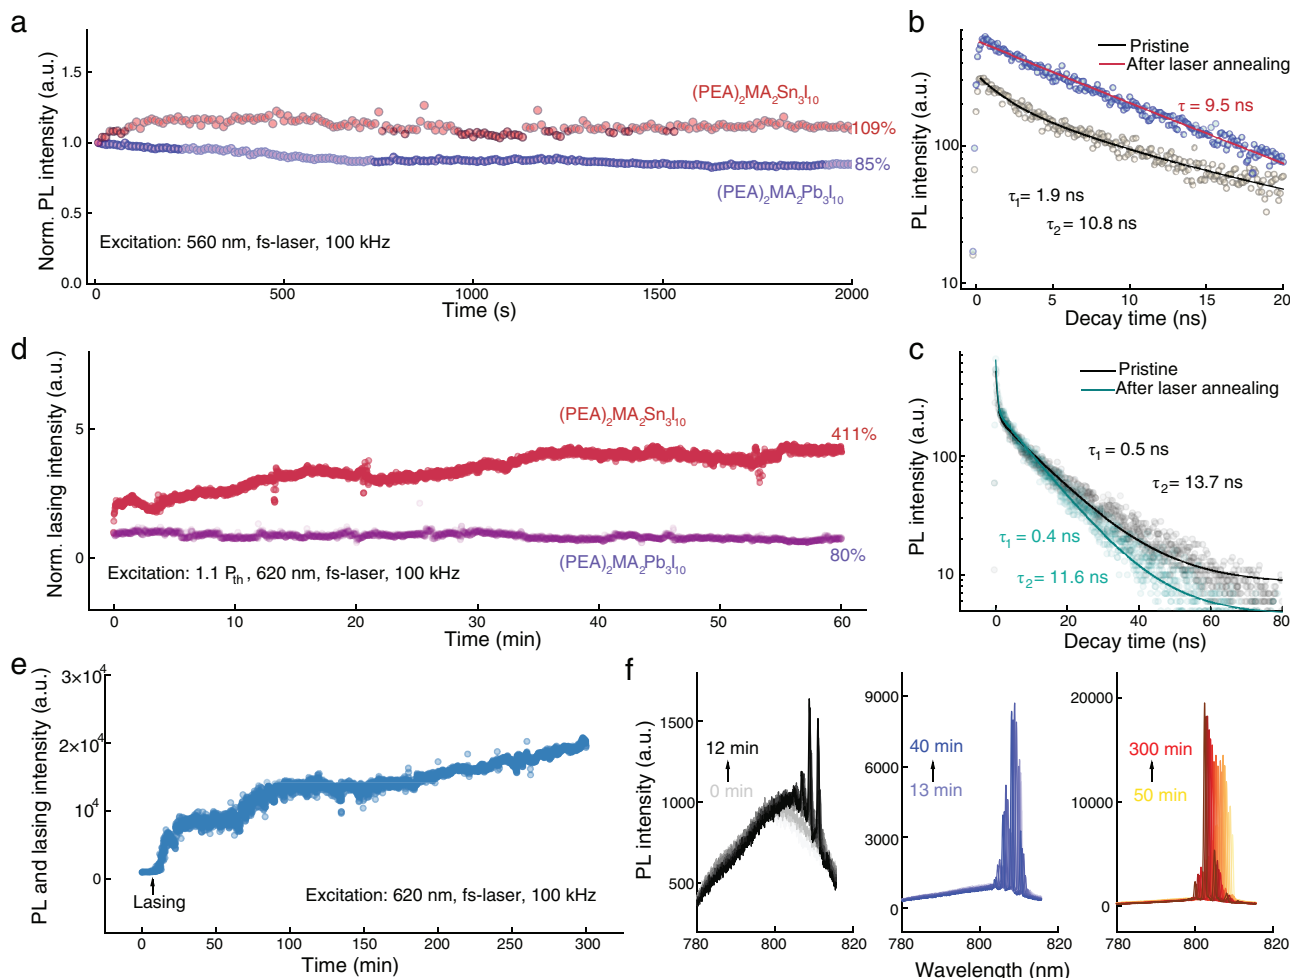 a
Norm. PL intensity (a.u.)
1.5
1.0
0.5
0.0
(PEA)2MA2Sn3I10
109%
85%
(PEA)2MA2Pb3I10
Excitation: 560 nm, fs-laser, 100 kHz
0
500
1000
1500
2000
Time (s)
b
PL intensity (a.u.)
100
10
Pristine
After laser annealing
τ = 9.5 ns
τ1= 1.9 ns
τ2= 10.8 ns
0
5
10
15
20
Decay time (ns)
d
Norm. lasing intensity (a.u.)
5
0
(PEA)2MA2Sn3I10
411%
(PEA)2MA2Pb3I10
80%
Excitation: 1.1 Pth, 620 nm, fs-laser, 100 kHz
0
10
20
30
40
50
60
Time (min)
c
PL intensity (a.u.)
100
10
Pristine
After laser annealing
τ1= 0.5 ns
τ2= 13.7 ns
τ1= 0.4 ns
τ2= 11.6 ns
0
20
40
60
80
Decay time (ns)
e
PL and lasing intensity (a.u.)
3×10^4
2×10^4
10^4
0
Lasing
Excitation: 620 nm, fs-laser, 100 kHz
0
50
100
150
200
250
300
Time (min)
f
PL intensity (a.u.)
1500
1000
500
12 min
0 min
780
800
820
9000
6000
3000
0
40 min
13 min
780
800
820
20000
10000
0
300 min
50 min
780
800
820
Wavelength (nm)